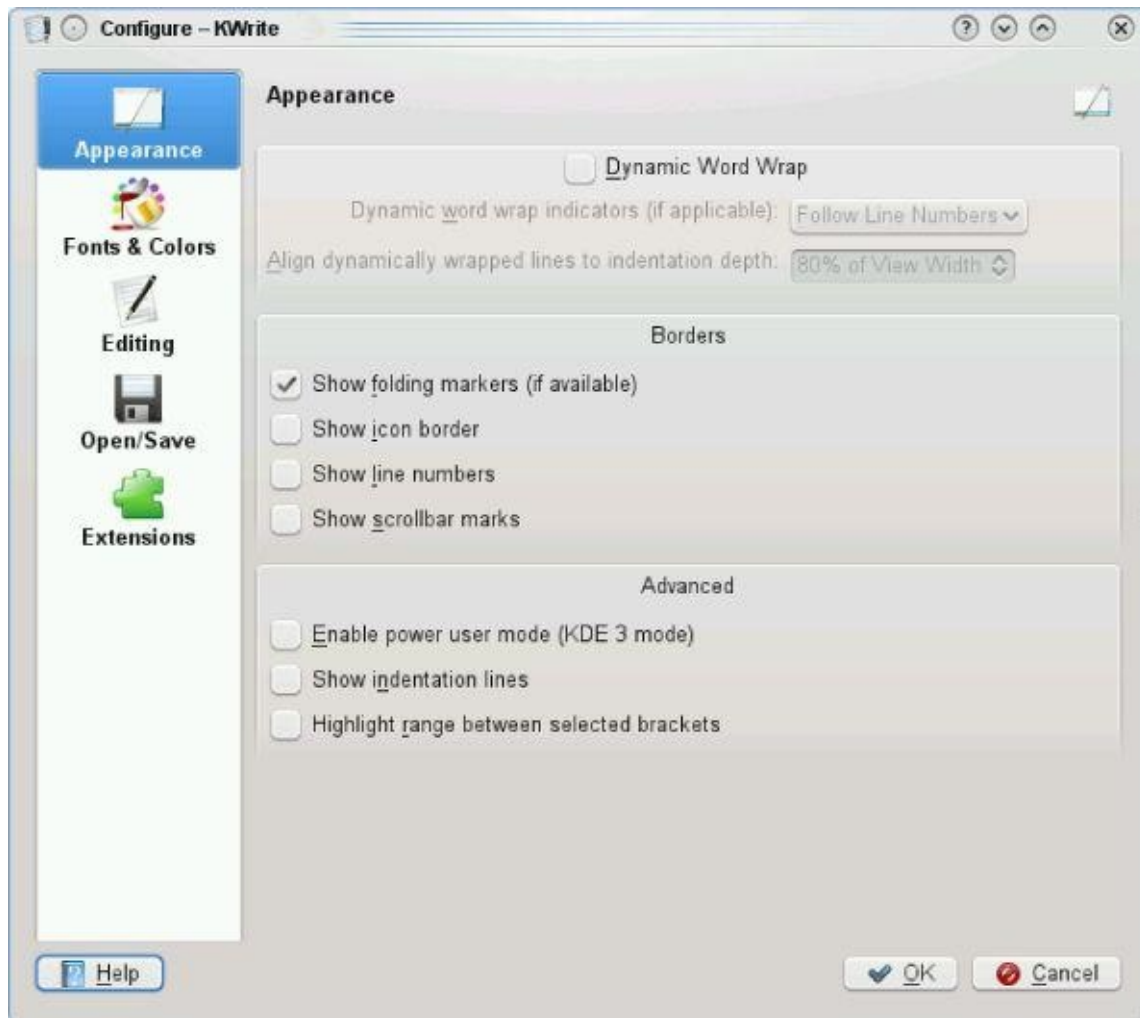 Configure – KWrite
Appearance
Fonts & Colors
Editing
Open/Save
Extensions
Appearance
Dynamic Word Wrap
Dynamic word wrap indicators (if applicable): Follow Line Numbers
Align dynamically wrapped lines to indentation depth: 80% of View Width
Borders
Show folding markers (if available)
Show icon border
Show line numbers
Show scrollbar marks
Advanced
Enable power user mode (KDE 3 mode)
Show indentation lines
Highlight range between selected brackets
Help
OK
Cancel